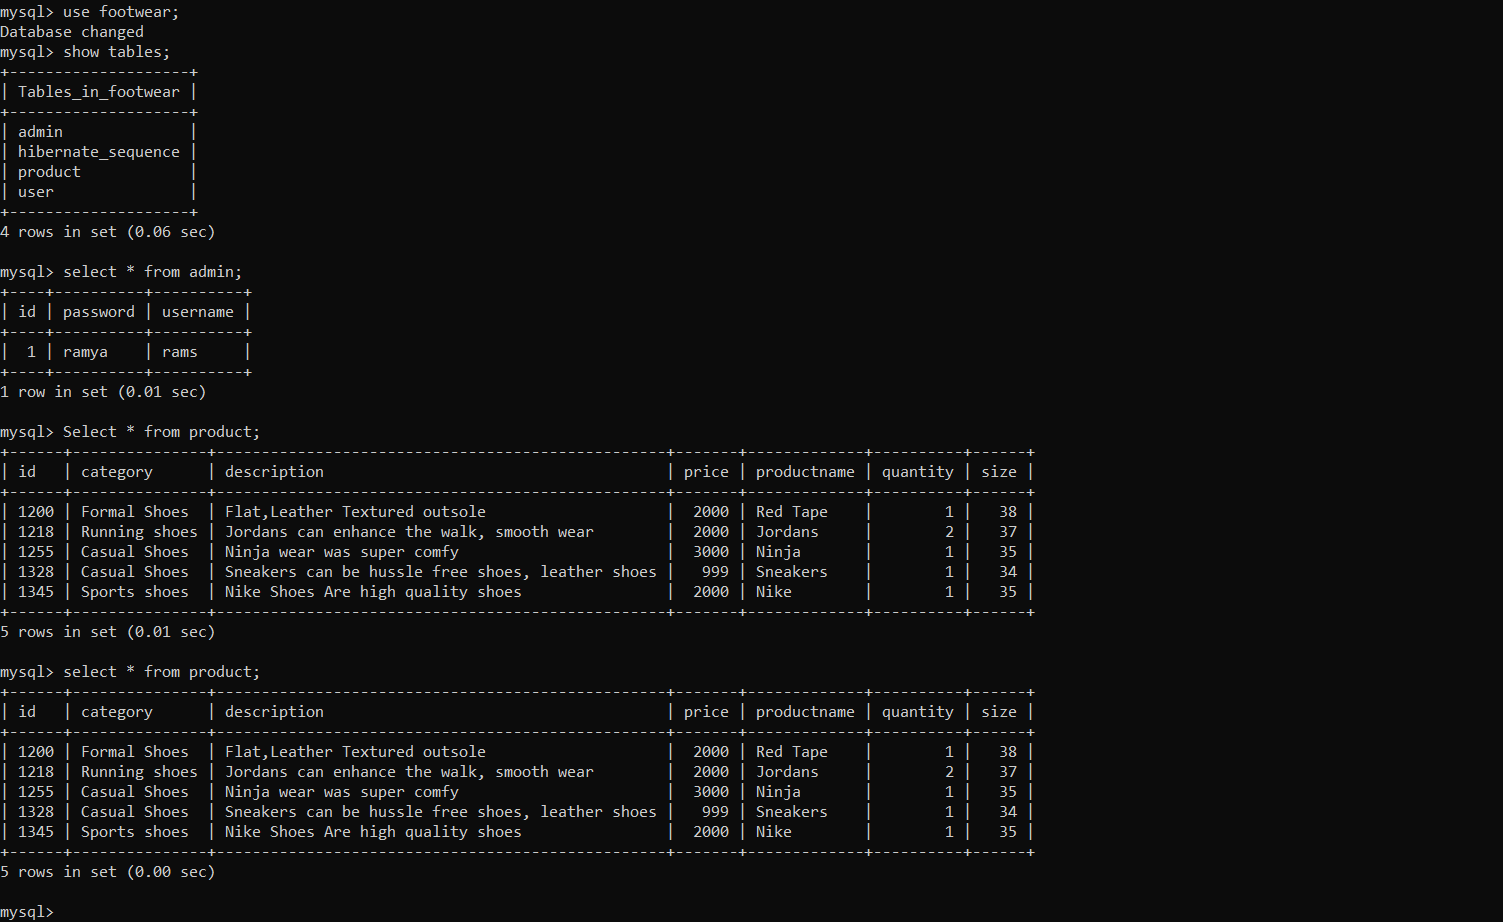 mysql> use footwear;
Database changed
mysql> show tables;
+--------------------+
| Tables_in_footwear |
+--------------------+
| admin              |
| hibernate_sequence |
| product            |
| user               |
+--------------------+
4 rows in set (0.06 sec)

mysql> select * from admin;
+----+----------+----------+
| id | password | username |
+----+----------+----------+
|  1 | ramya    | rams     |
+----+----------+----------+
1 row in set (0.01 sec)

mysql> Select * from product;
+------+---------------+--------------------------------------------------+-------+-------------+----------+------+
| id   | category      | description                                      | price | productname | quantity | size |
+------+---------------+--------------------------------------------------+-------+-------------+----------+------+
| 1200 | Formal Shoes  | Flat,Leather Textured outsole                    |  2000 | Red Tape    |        1 |   38 |
| 1218 | Running shoes | Jordans can enhance the walk, smooth wear        |  2000 | Jordans     |        2 |   37 |
| 1255 | Casual Shoes  | Ninja wear was super comfy                       |  3000 | Ninja       |        1 |   35 |
| 1328 | Casual Shoes  | Sneakers can be hussle free shoes, leather shoes |   999 | Sneakers    |        1 |   34 |
| 1345 | Sports shoes  | Nike Shoes Are high quality shoes                |  2000 | Nike        |        1 |   35 |
+------+---------------+--------------------------------------------------+-------+-------------+----------+------+
5 rows in set (0.01 sec)

mysql> select * from product;
+------+---------------+--------------------------------------------------+-------+-------------+----------+------+
| id   | category      | description                                      | price | productname | quantity | size |
+------+---------------+--------------------------------------------------+-------+-------------+----------+------+
| 1200 | Formal Shoes  | Flat,Leather Textured outsole                    |  2000 | Red Tape    |        1 |   38 |
| 1218 | Running shoes | Jordans can enhance the walk, smooth wear        |  2000 | Jordans     |        2 |   37 |
| 1255 | Casual Shoes  | Ninja wear was super comfy                       |  3000 | Ninja       |        1 |   35 |
| 1328 | Casual Shoes  | Sneakers can be hussle free shoes, leather shoes |   999 | Sneakers    |        1 |   34 |
| 1345 | Sports shoes  | Nike Shoes Are high quality shoes                |  2000 | Nike        |        1 |   35 |
+------+---------------+--------------------------------------------------+-------+-------------+----------+------+
5 rows in set (0.00 sec)

mysql>